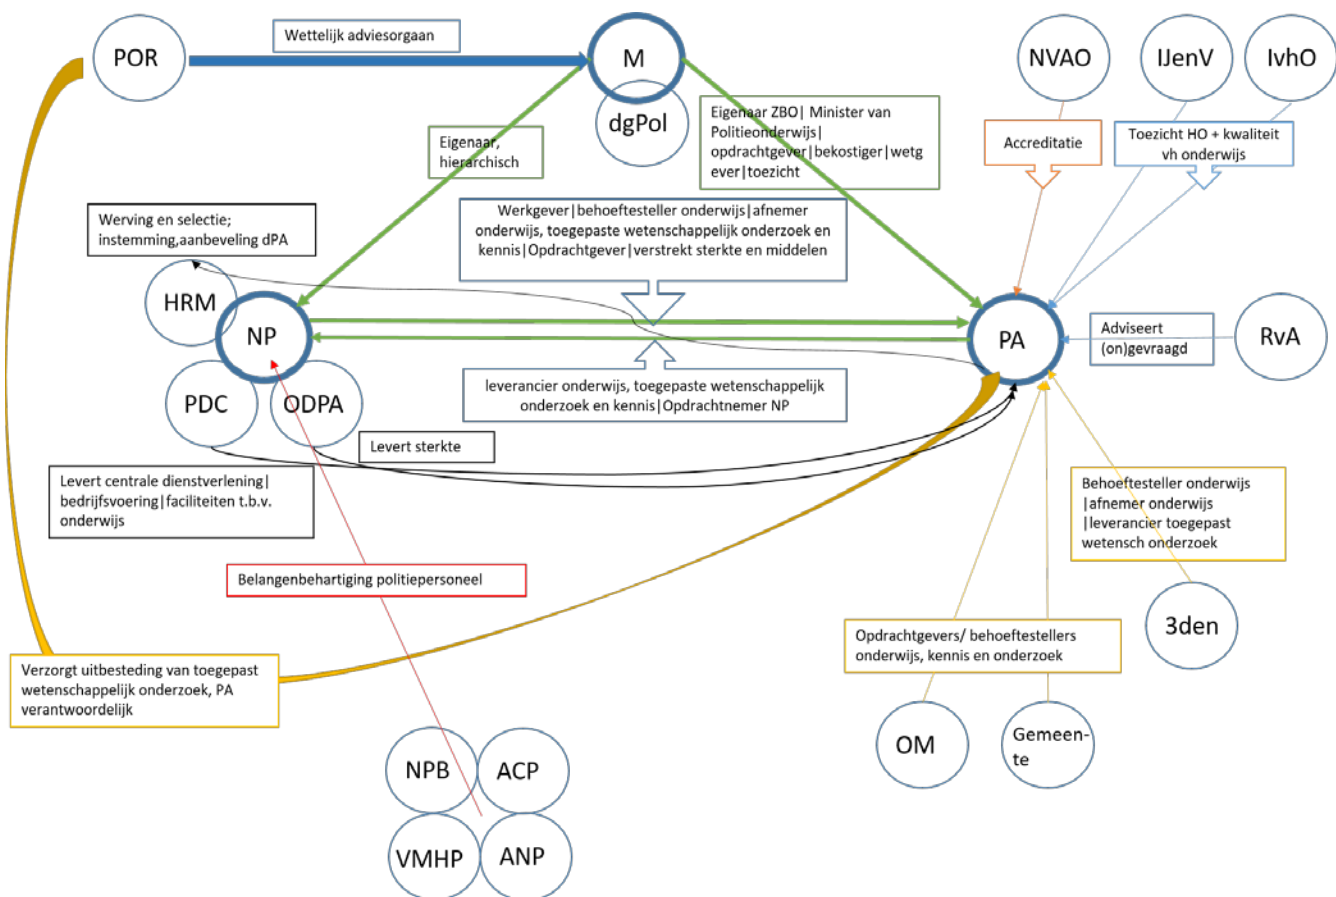 POR
Wettelijk adviesorgaan
M
dgPol
NVAO
IJenV
IvhO
Eigenaar,
hierarchisch
Eigenaar ZBO| Minister van
Politieonderwijs|
opdrachtgever|bekostiger|wetg
ever|toezicht
Accreditatie
Toezicht HO + kwaliteit
vh onderwijs
Werving en selectie;
instemming,aanbeveling dPA
Werkgever|behoeftesteller onderwijs|afnemer
onderwijs, toegepaste wetenschappelijk onderzoek en
kennis|Opdrachtgever|verstrekt sterkte en middelen
HRM
NP
PDC
ODPA
PA
Adviseert
(on)gevraagd
RvA
leverancier onderwijs, toegepaste wetenschappelijk
onderzoek en kennis|Opdrachtnemer NP
Levert sterkte
Levert centrale dienstverlening|
bedrijfsvoering|faciliteiten t.b.v.
onderwijs
Behoeftesteller onderwijs
|afnemer onderwijs
|leverancier toegepast
wetensch onderzoek
Belangenbehartiging politiepersoneel
3den
Opdrachtgevers/ behoeftestellers
onderwijs, kennis en onderzoek
Verzorgt uitbesteding van toegepast
wetenschappelijk onderzoek, PA
verantwoordelijk
OM
Gemeen-
te
NPB
ACP
VMHP
ANP